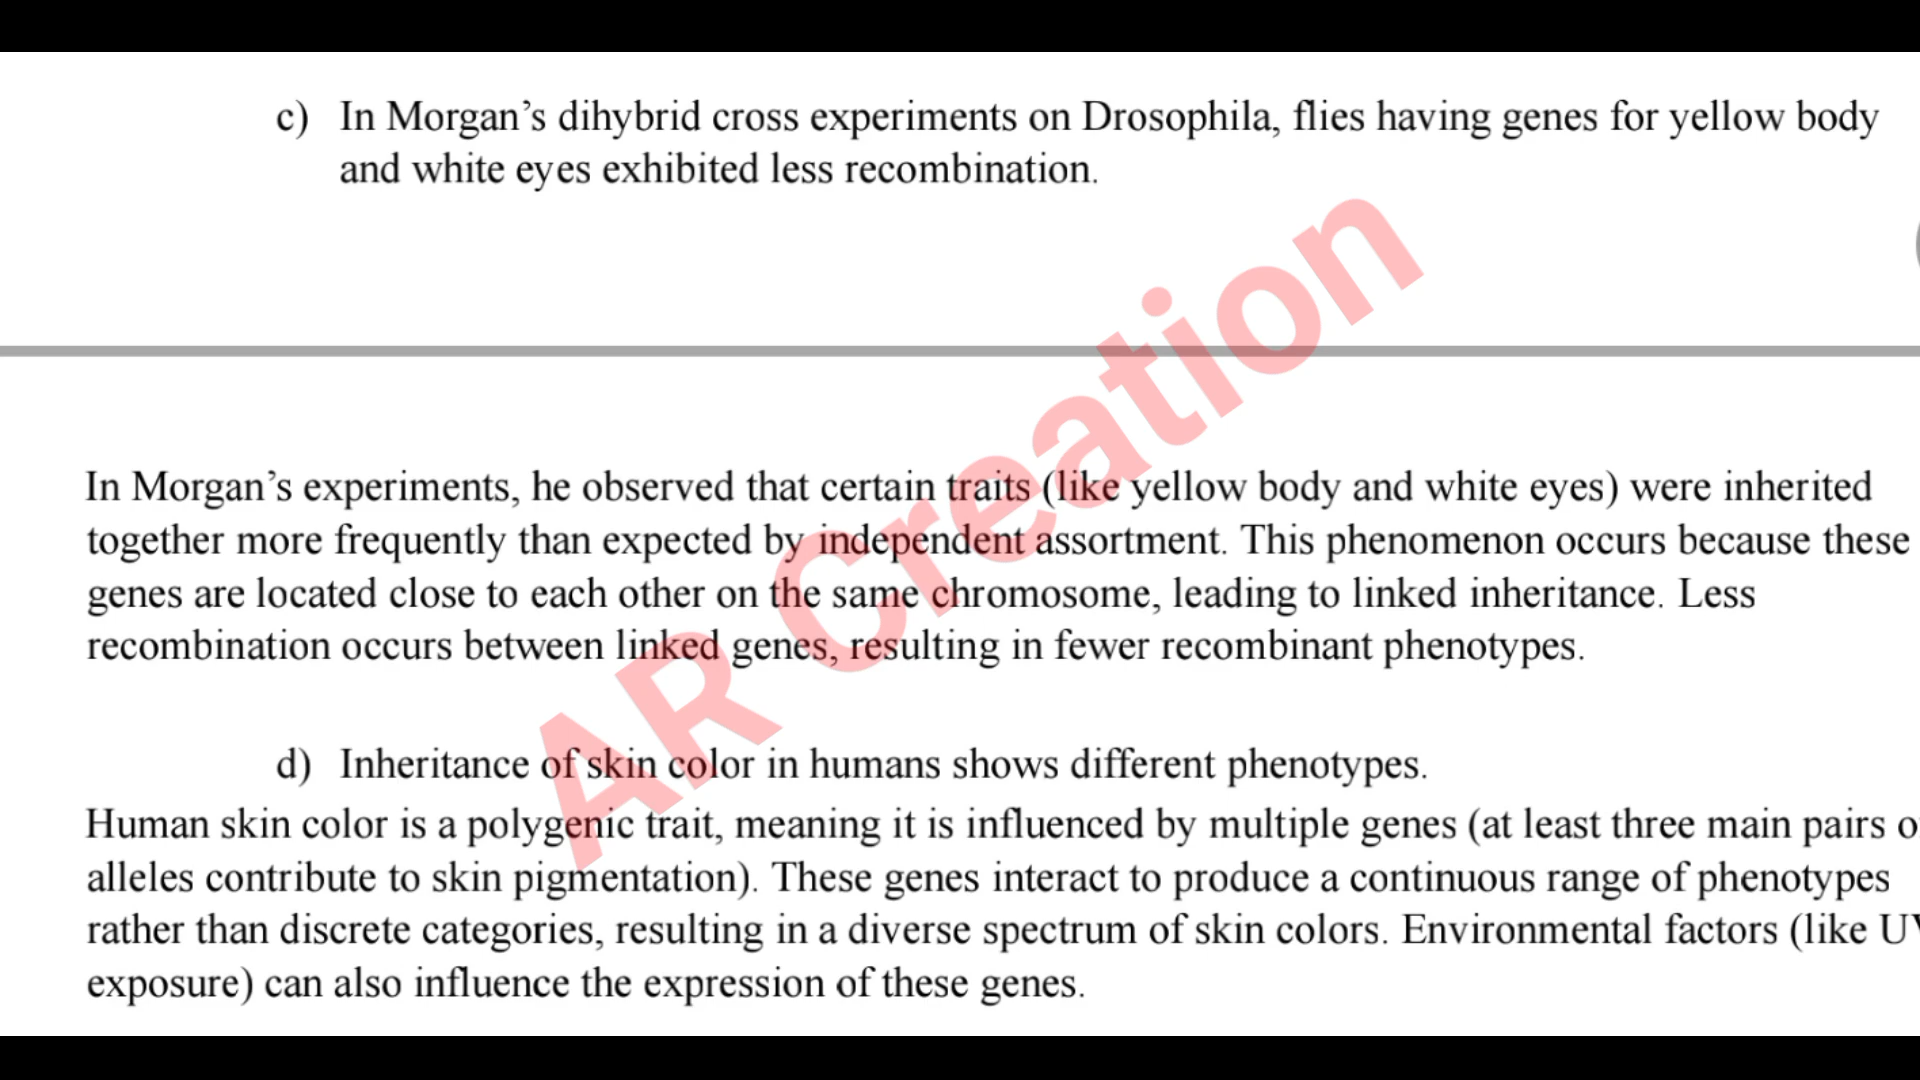 c) In Morgan’s dihybrid cross experiments on Drosophila, flies having genes for yellow body
and white eyes exhibited less recombination.
In Morgan’s experiments, he observed that certain traits (like yellow body and white eyes) were inherited
together more frequently than expected by independent assortment. This phenomenon occurs because these
genes are located close to each other on the same chromosome, leading to linked inheritance. Less
recombination occurs between linked genes, resulting in fewer recombinant phenotypes.
AR Creation
d) Inheritance of skin color in humans shows different phenotypes.
Human skin color is a polygenic trait, meaning it is influenced by multiple genes (at least three main pairs
alleles contribute to skin pigmentation). These genes interact to produce a continuous range of phenotypes
rather than discrete categories, resulting in a diverse spectrum of skin colors. Environmental factors (like
exposure) can also influence the expression of these genes.